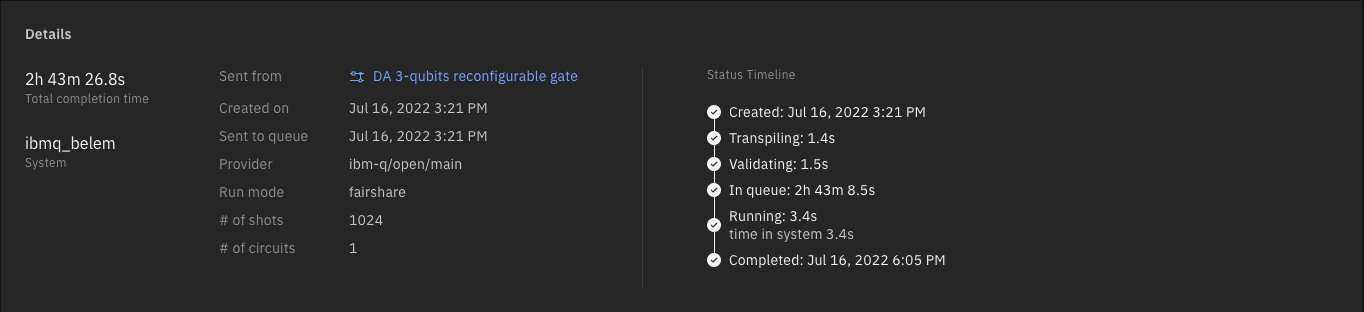 Details
2h 43m 26.8s
Total completion time
ibmq_belem
System
Sent from DA 3-qubits reconfigurable gate
Created on Jul 16, 2022 3:21 PM
Sent to queue Jul 16, 2022 3:21 PM
Provider ibm-q/open/main
Run mode fairshare
# of shots 1024
# of circuits 1
Status Timeline
Created: Jul 16, 2022 3:21 PM
Transpiling: 1.4s
Validating: 1.5s
In queue: 2h 43m 8.5s
Running: 3.4s
time in system 3.4s
Completed: Jul 16, 2022 6:05 PM